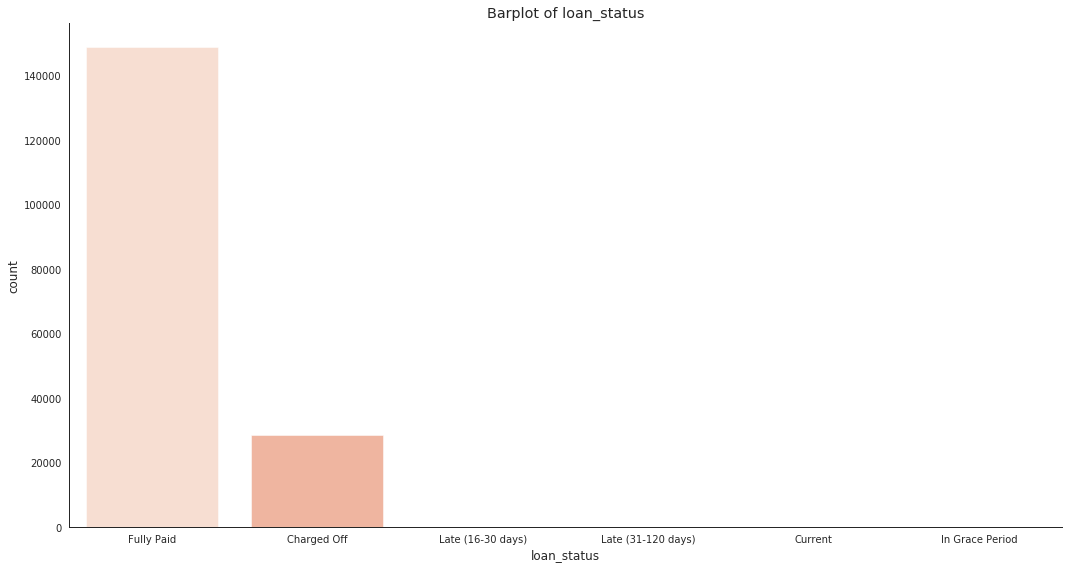 Barplot of loan_status
140000
120000
100000
80000
60000
40000
20000
0
count
Fully Paid Charged Off Late (16-30 days) Late (31-120 days) Current In Grace Period
loan_status